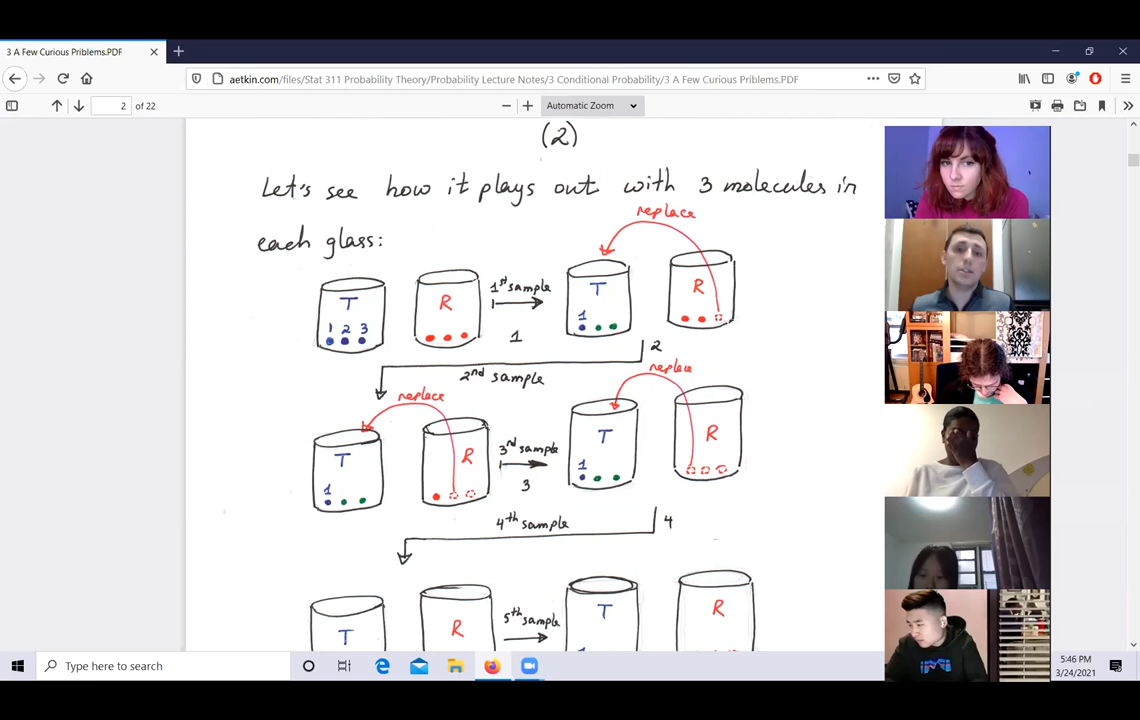 3 A Few Curious Priblems.PDF
aetkin.com/files/Stat 311 Probability Theory/Probability Lecture Notes/3 Conditional Probability/3 A Few Curious Priblems.PDF
2 of 22
Automatic Zoom
(2)
Let's see how it plays out with 3 molecules in
each glass:
replace
T R 1st sample T R
1 2 3 1
1
2
2nd sample
replace replace
T R 3rd sample T R
1 3 1
4th sample 4
T R 5th sample T R
Type here to search
5:46 PM
3/24/2021